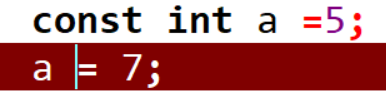 const int a =5;
a = 7;